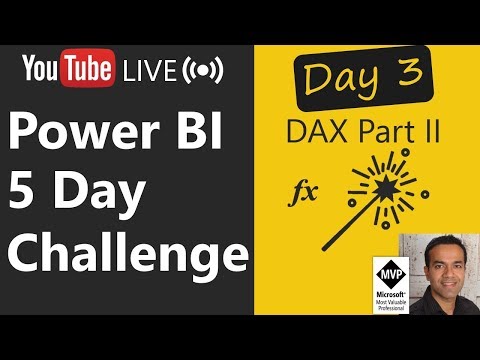 YouTube LIVE
Power BI
5 Day
Challenge
Day 3
DAX Part II
fx
MVP
Microsoft®
Most Valuable
Professional